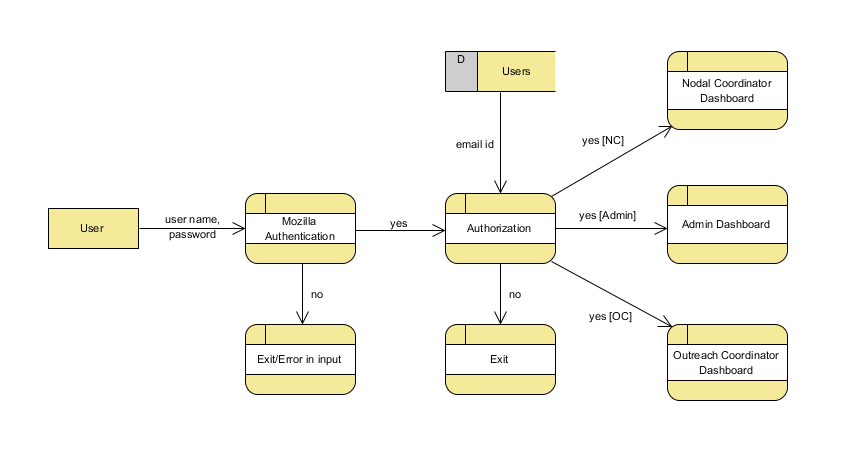 D
Users
Nodal Coordinator
Dashboard
email id
yes [NC]
User
user name,
password
Mozilla
Authentication
yes
Authorization
yes [Admin]
Admin Dashboard
no
no
yes [OC]
Exit/Error in input
Exit
Outreach Coordinator
Dashboard